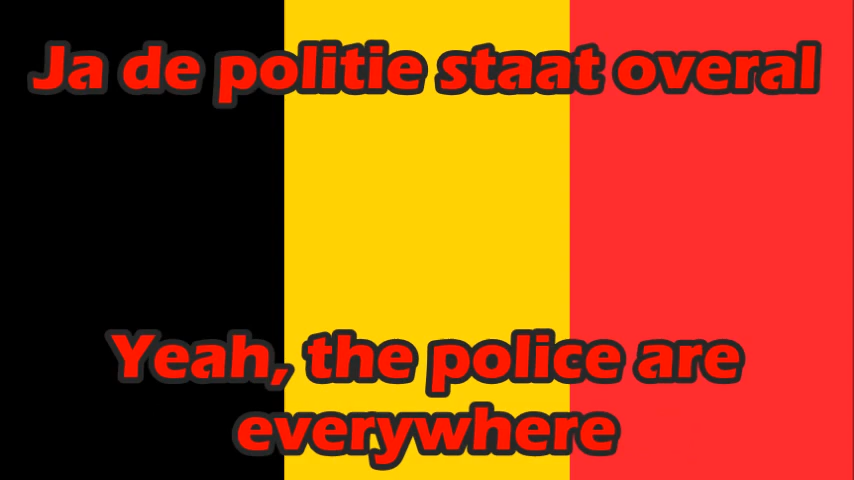 Ja de politie staat overal
Yeah, the police are
everywhere